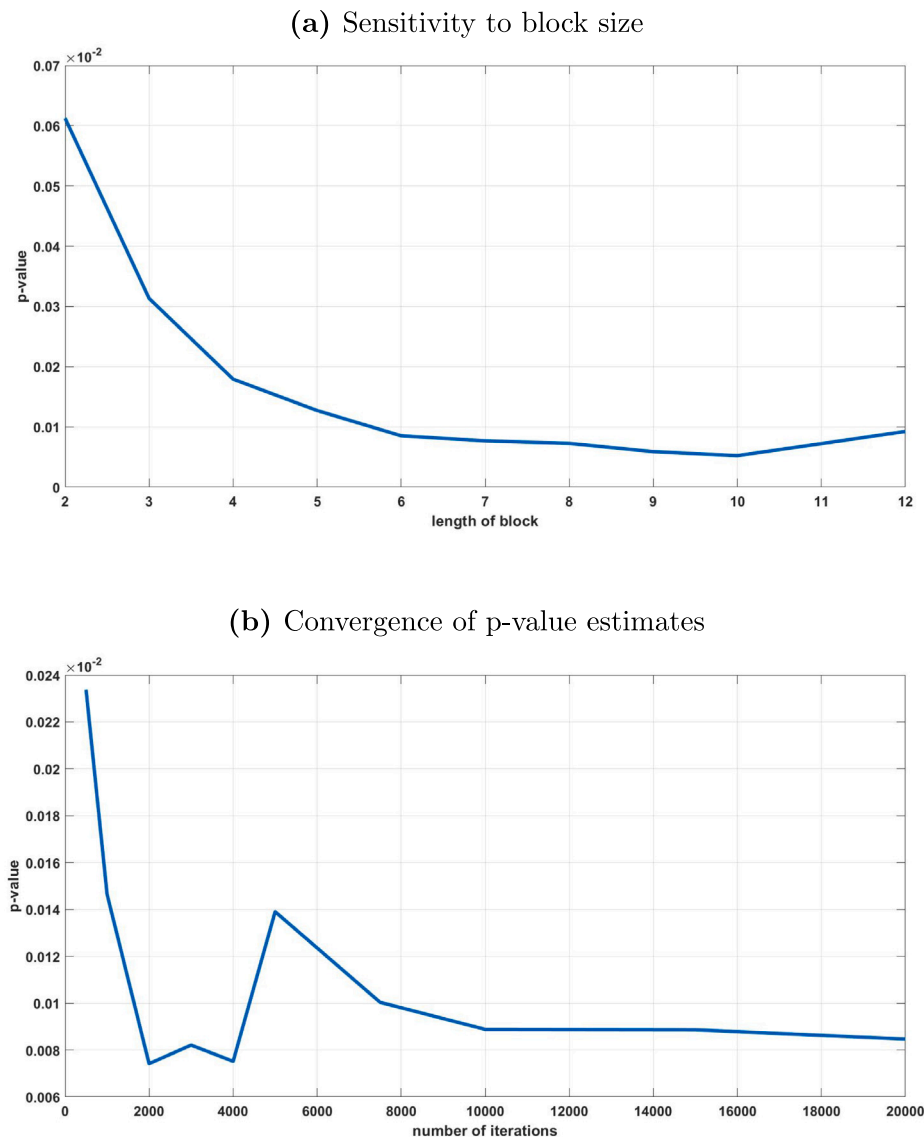 (a) Sensitivity to block size
×10-2
0.07
0.06
0.05
0.04
0.03
0.02
0.01
0
p-value
2 3 4 5 6 7 8 9 10 11 12
length of block
(b) Convergence of p-value estimates
×10-2
0.024
0.022
0.02
0.018
0.016
0.014
0.012
0.01
0.008
0.006
p-value
0 2000 4000 6000 8000 10000 12000 14000 16000 18000 20000
number of iterations